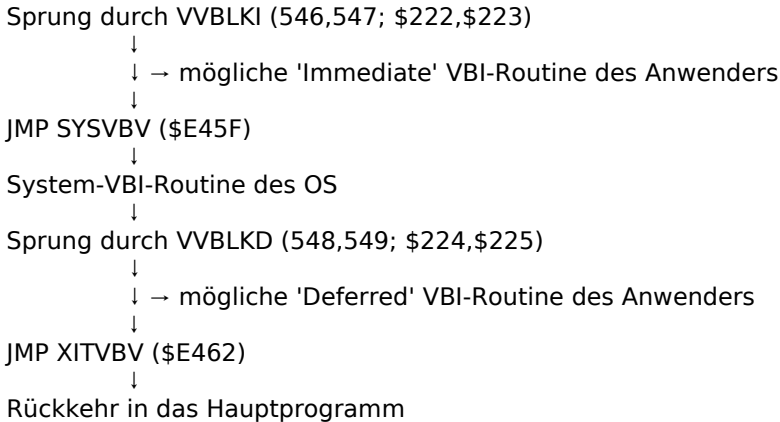 Sprung durch VVBLKI (546,547; $222,$223)
↓
↓ → mögliche 'Immediate' VBI-Routine des Anwenders
↓
JMP SYSVBV ($E45F)
↓
System-VBI-Routine des OS
↓
Sprung durch VVBLKD (548,549; $224,$225)
↓
↓ → mögliche 'Deferred' VBI-Routine des Anwenders
↓
JMP XITVBV ($E462)
↓
Rückkehr in das Hauptprogramm